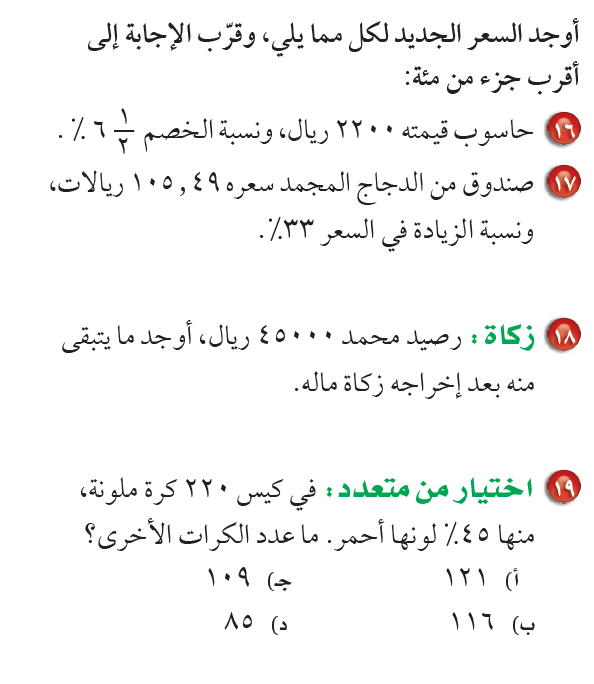 أوجد السعر الجديد لكل مما يلي، وقرّب الإجابة إلى
أقرب جزء من مئة:
١٦ حاسوب قيمته ٢٢٠٠ ريال، ونسبة الخصم ٦ ١/٢ ٪ .
١٧ صندوق من الدجاج المجمد سعره ١٠٥,٤٩ ريالات،
ونسبة الزيادة في السعر ٣٣٪.
١٨ زكاة : رصيد محمد ٤٥٠٠٠ ريال، أوجد ما يتبقى
منه بعد إخراجه زكاة ماله.
١٩ اختيار من متعدد : في كيس ٢٢٠ كرة ملونة،
منها ٤٥٪ لونها أحمر. ما عدد الكرات الأخرى؟
أ) ١٢١ جـ) ١٠٩
ب) ١١٦ د) ٨٥